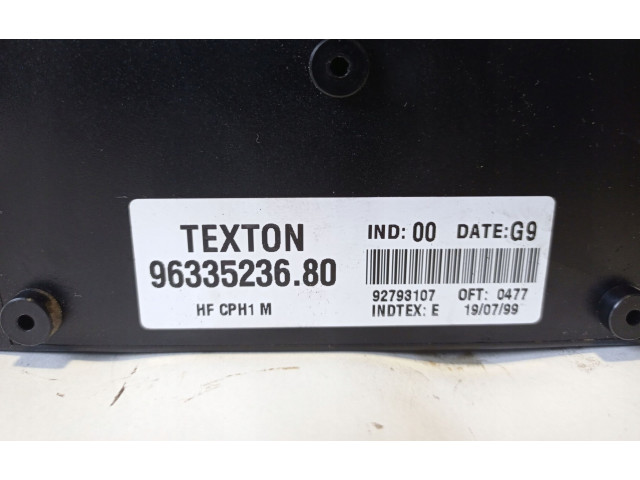 TEXTON
96335236.80
HF CPH1 M
IND: 00 DATE: G9
92793107 OFT: 0477
INDTEX: E 19/07/99